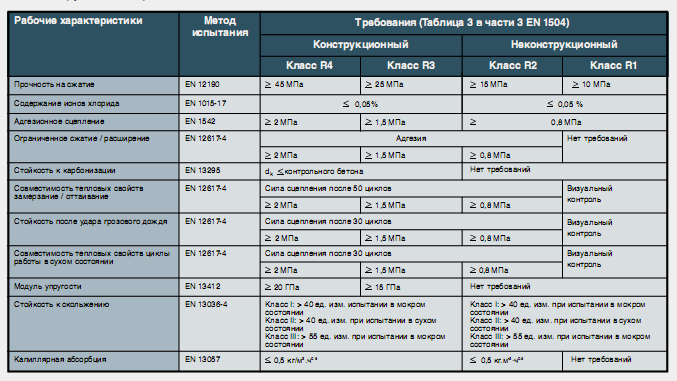 Рабочие характеристики Метод испытания Требования (Таблица 3 в части 3 EN 1504)
Конструкционный Неконструкционный
Класс R4 Класс R3 Класс R2 Класс R1
Прочность на сжатие EN 12190 ≥ 45 МПа ≥ 25 МПа ≥ 15 МПа ≥ 10 МПа
Содержание ионов хлорида EN 1015-17 ≤ 0,05% ≤ 0,05 %
Адгезионное сцепление EN 1542 ≥ 2 МПа ≥ 1,5 МПа ≥ 0,8 МПа
Ограниченное сжатие / расширение EN 12617-4 Адгезия Нет требований
≥ 2 МПа ≥ 1,5 МПа ≥ 0,8 МПа
Стойкость к карбонизации EN 13295 dk ≤ контрольного бетона Нет требований
Совместимость тепловых свойств EN 12617-4 Сила сцепления после 50 циклов Визуальный
замерзание / оттаивание контроль
≥ 2 МПа ≥ 1,5 МПа ≥ 0,8 МПа
Стойкость после удара грозового дождя EN 12617-4 Сила сцепления после 30 циклов Визуальный
контроль
≥ 2 МПа ≥ 1,5 МПа ≥ 0,8 МПа
Совместимость тепловых свойств циклы EN 12617-4 Сила сцепления после 30 циклов Визуальный
работы в сухом состоянии контроль
≥ 2 МПа ≥ 1,5 МПа ≥ 0,8 МПа
Модуль упругости EN 13412 ≥ 20 ГПа ≥ 15 ГПа Нет требований
Стойкость к скольжению EN 13036-4 Класс I: > 40 ед. изм. испытании в мокром Класс I: > 40 ед. изм. при испытании в мокром
состоянии состоянии
Класс II: > 40 ед. изм. при испытании в сухом Класс II: > 40 ед. изм. при испытании в сухом
состоянии состоянии
Класс III: > 55 ед. изм. при испытании в мокром Класс III: > 55 ед. изм. при испытании в мокром
состоянии состоянии
Капиллярная абсорбция EN 13057 ≤ 0,5 кг/м².ч⁰·⁵ ≤ 0,5 кг.м².ч⁰·⁵ Нет требований